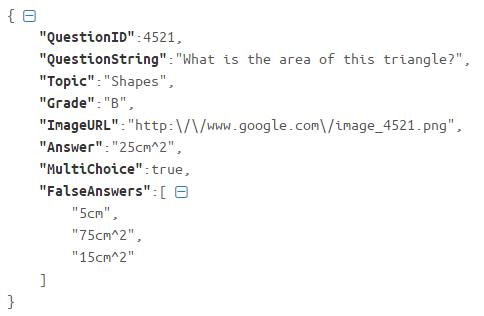 {
"QuestionID":4521,
"QuestionString":"What is the area of this triangle?",
"Topic":"Shapes",
"Grade":"B",
"ImageURL":"http:\/\/www.google.com\/image_4521.png",
"Answer":"25cm^2",
"MultiChoice":true,
"FalseAnswers":[
"5cm",
"75cm^2",
"15cm^2"
]
}